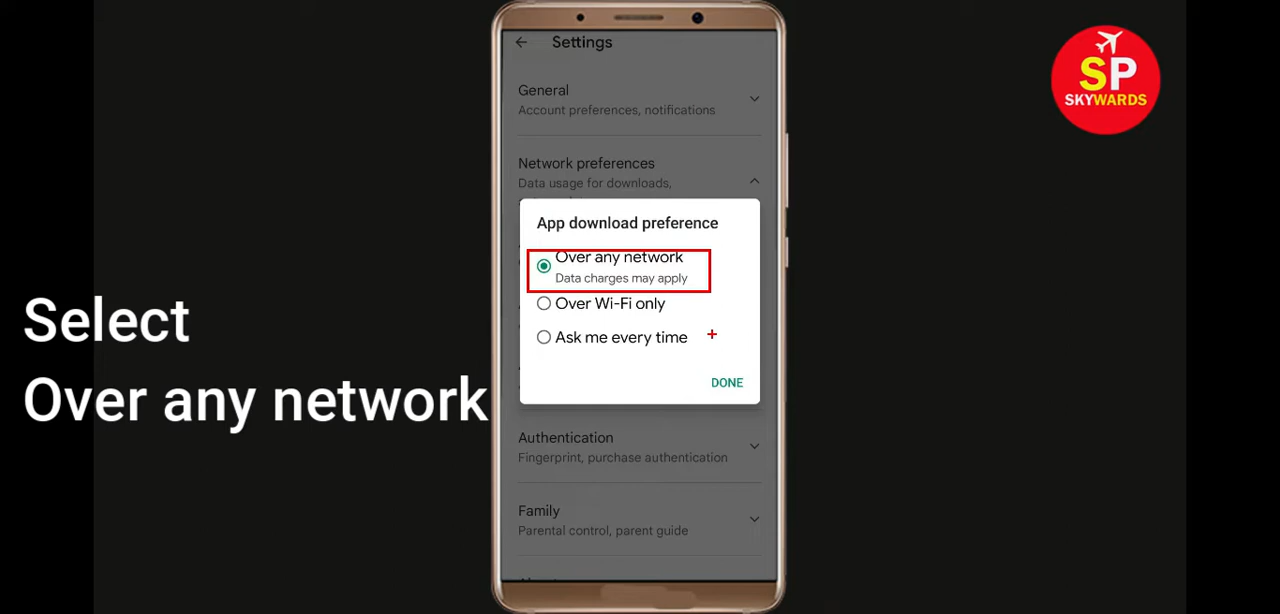 Settings
General
Account preferences, notifications
Network preferences
Data usage for downloads,
App download preference
Over any network
Data charges may apply
Over Wi-Fi only
Ask me every time
DONE
Authentication
Fingerprint, purchase authentication
Family
Parental control, parent guide
Select
Over any network
SP
SKYWARDS